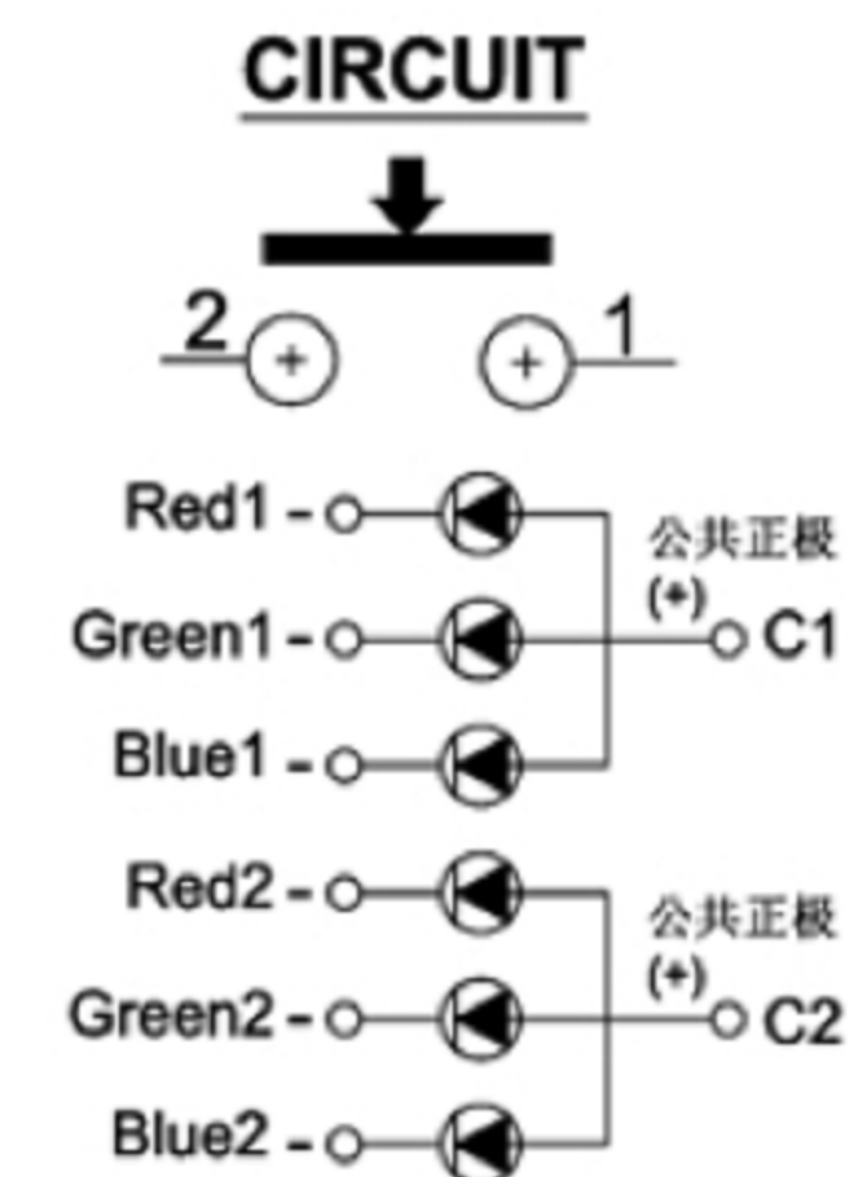 CIRCUIT
2 1
+ +
Red1 -
公共正极
(+)
Green1 - C1
Blue1 -
Red2 -
公共正极
(+)
Green2 - C2
Blue2 -